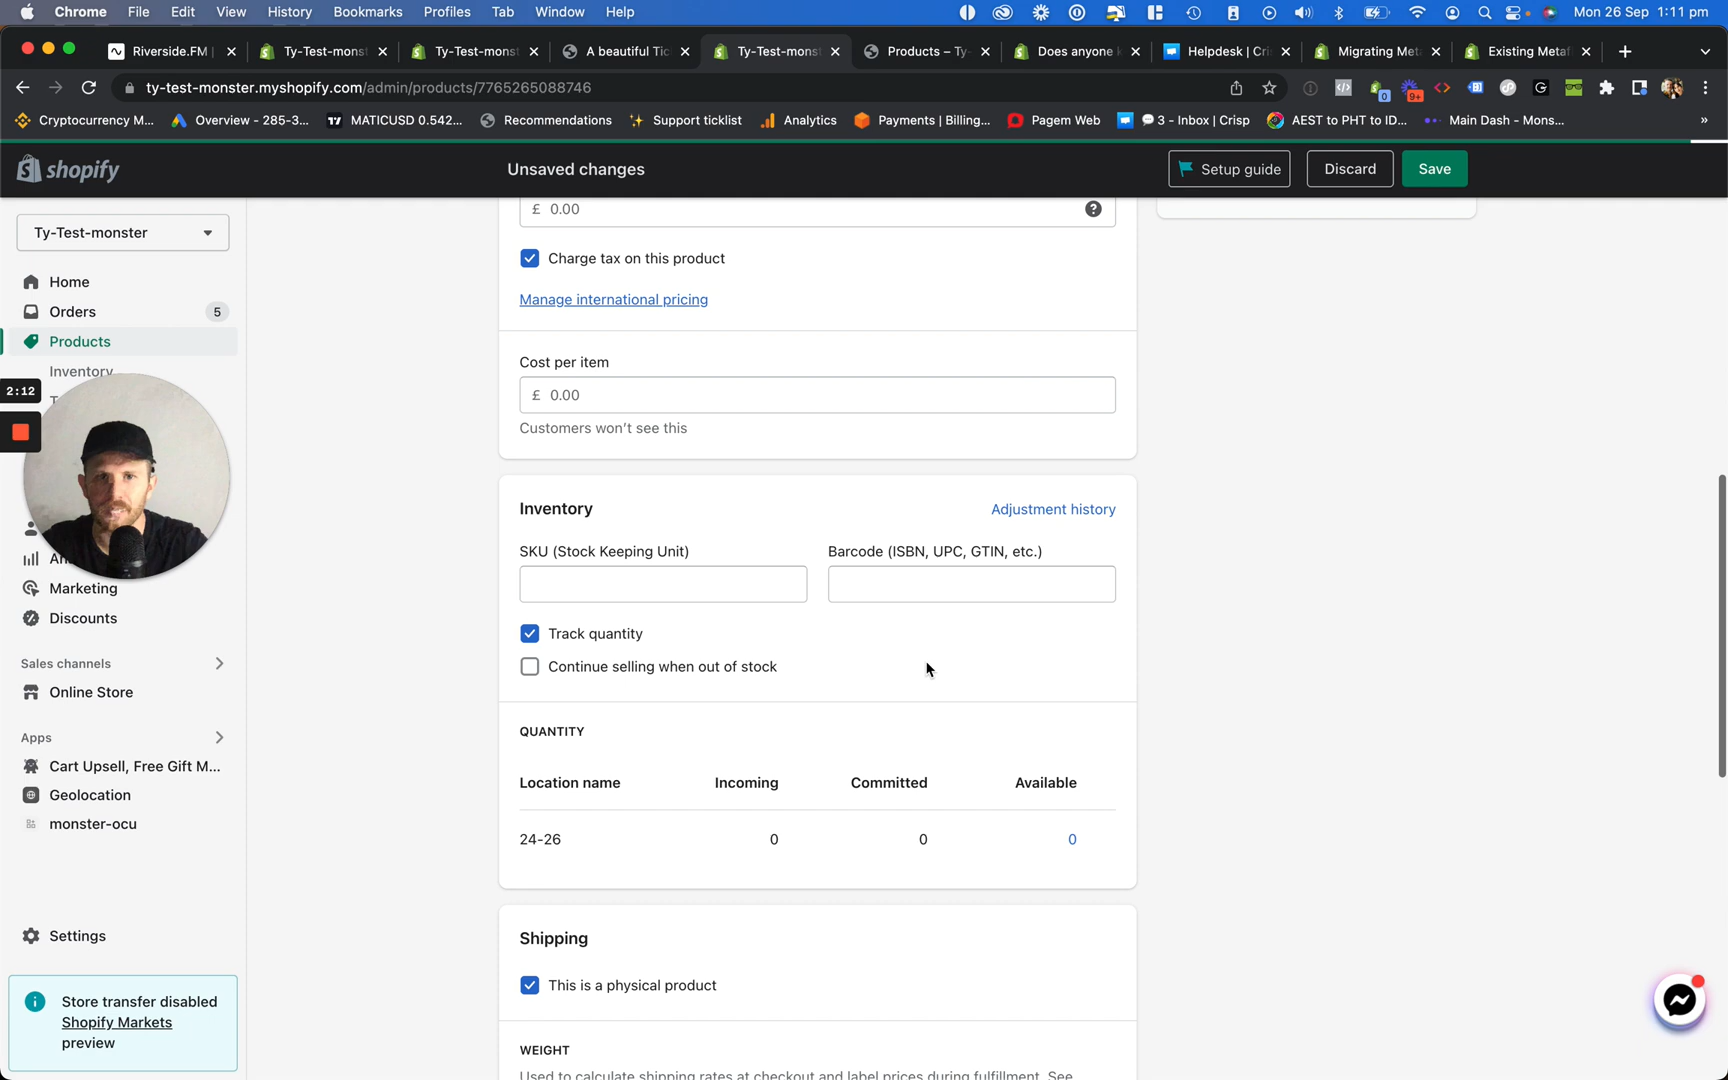 Chrome File Edit View History Bookmarks Profiles Tab Window Help Mon 26 Sep 1:11 pm
Riverside.FM Ty-Test-monst Ty-Test-monst A beautiful Tic Ty-Test-monst Products – Ty- Does anyone Helpdesk | Cri Migrating Met Existing Metaf
ty-test-monster.myshopify.com/admin/products/7765265088746
0 9+
Cryptocurrency M... Overview - 285-3... MATICUSD 0.542... Recommendations Support ticklist Analytics Payments | Billing... Pagem Web 3 - Inbox | Crisp AEST to PHT to ID... Main Dash - Mons... »
shopify Unsaved changes Setup guide Discard Save
Ty-Test-monster
Home
Orders 5
Products
Inventory
2:12
Marketing
Discounts
Sales channels
Online Store
Apps
Cart Upsell, Free Gift M...
Geolocation
monster-ocu
Settings
Store transfer disabled
Shopify Markets
preview
£ 0.00
Charge tax on this product
Manage international pricing
Cost per item
£ 0.00
Customers won't see this
Inventory Adjustment history
SKU (Stock Keeping Unit) Barcode (ISBN, UPC, GTIN, etc.)
Track quantity
Continue selling when out of stock
QUANTITY
Location name Incoming Committed Available
24-26 0 0 0
Shipping
This is a physical product
WEIGHT
Used to calculate shipping rates at checkout and label prices during fulfillment. See